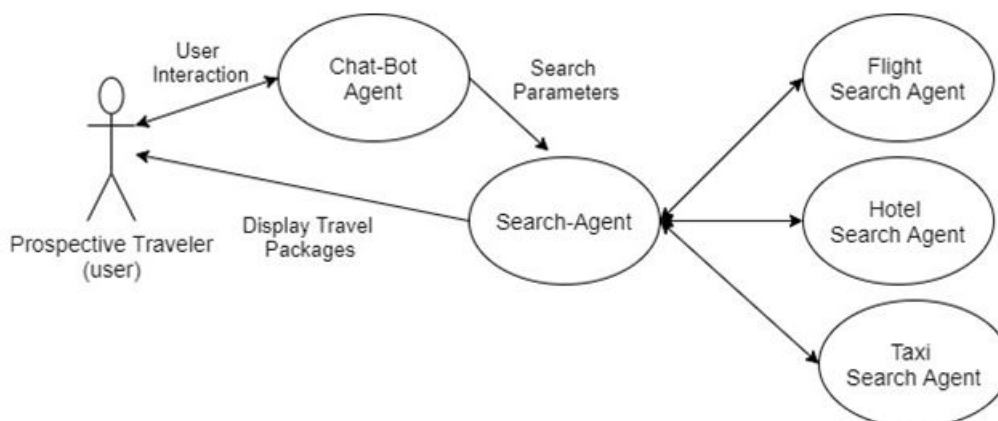 User
Interaction
Chat-Bot
Agent
Search
Parameters
Flight
Search Agent
Search-Agent
Hotel
Search Agent
Display Travel
Packages
Prospective Traveler
(user)
Taxi
Search Agent